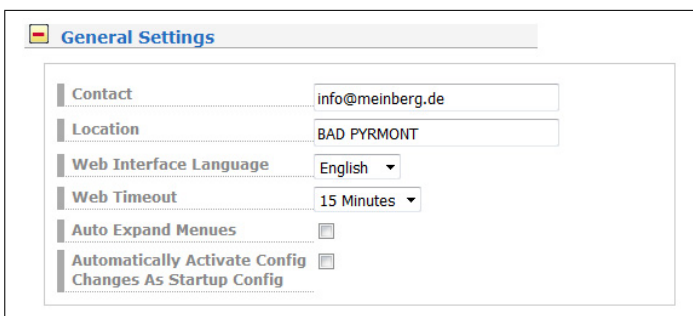 General Settings
Contact
info@meinberg.de
Location
BAD PYRMONT
Web Interface Language
English
Web Timeout
15 Minutes
Auto Expand Menues
Automatically Activate Config
Changes As Startup Config